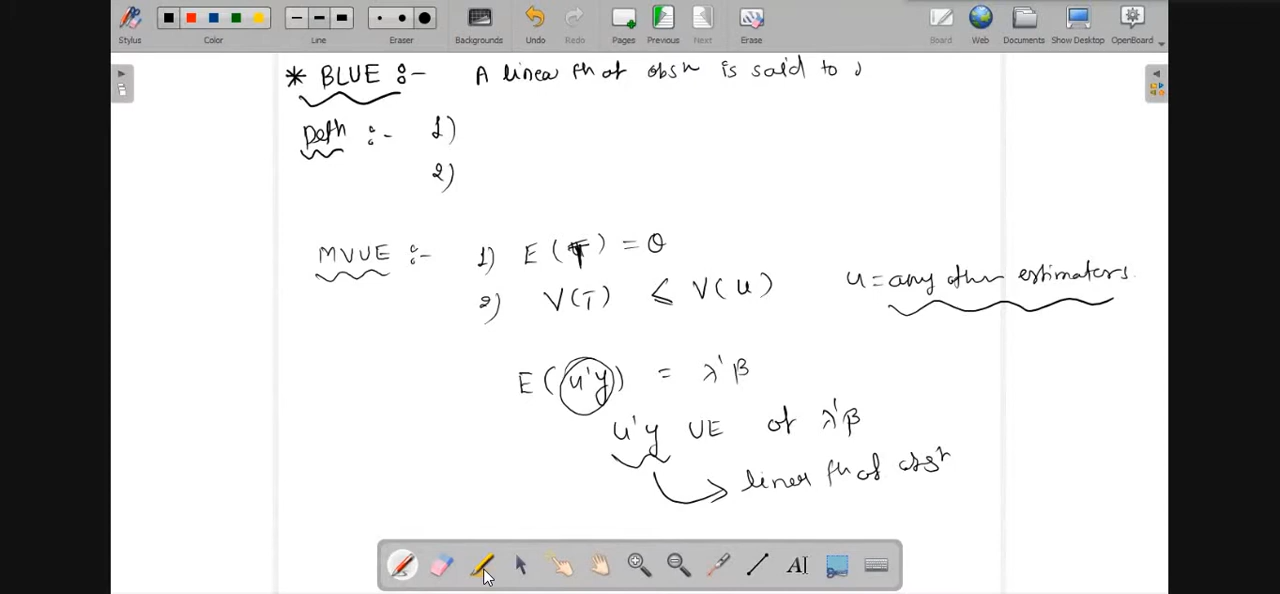 Stylus Color Line Eraser Backgrounds Undo Redo Pages Previous Next Erase Board Web Documents Show Desktop OpenBoard
* BLUE :- A linear fn of obsn is said to
Defn :- 1)
2)
MVUE :- 1) E(T) = θ
2) V(T) ≤ V(U) U = any other estimators.
E(u'y) = λ'β
u'y UE of λ'β
liner fn of obsn
AI